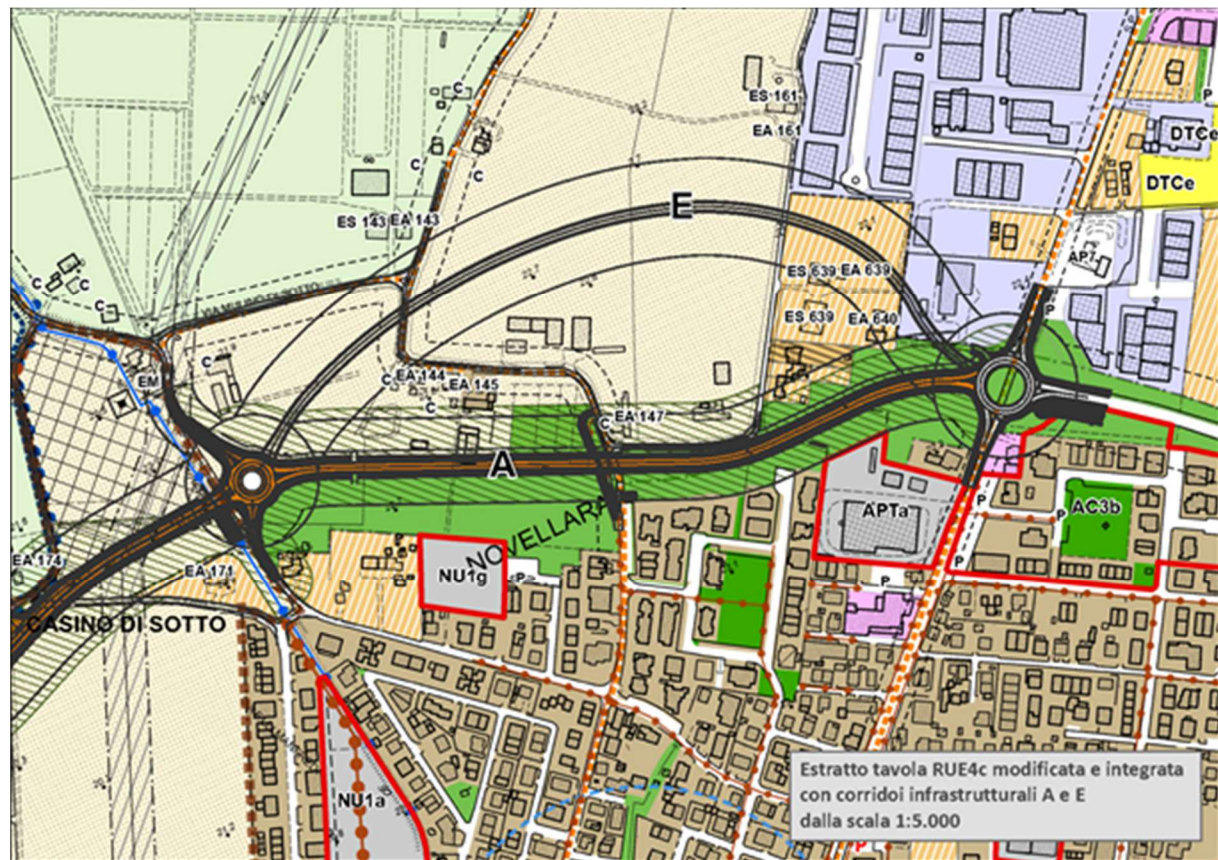 P
DTCe
DTCe
C
ES 161
EA 161
C
C
C
ES 143 EA 143
E
AP7
C
C
C
C
ES 639 EA 639
ES 639
EA 640
P
EM
C
C
EA 144
EA 145
C
C
EA 147
A
NOVELLARA
APTa
P
P
AC3b
EA 174
EA 171
NU1g
<P>
P
P
P
CASINO DI SOTTO
NU1a
P
Estratto tavola RUE4c modificata e integrata
con corridoi infrastrutturali A e E
dalla scala 1:5.000